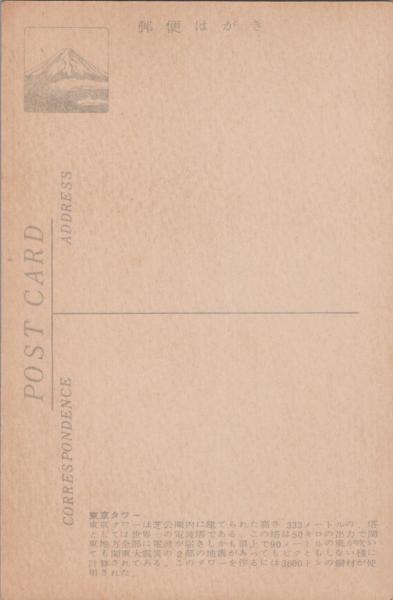 郵便はがき
POST CARD
ADDRESS
CORRESPONDENCE
東京タワー
東京タワーは芝公園内に建てられた高さ 333メートルの、塔
としては世界一の電波塔である、この塔は50キロの出力で関
東地方全部に電波が届きしかも頂上で90メートルの風が吹い
ても関東大震災の2倍の地震があってもビクともしない様に
計算されてある。このタワーを作るには3600トンの鋼材が使
用された